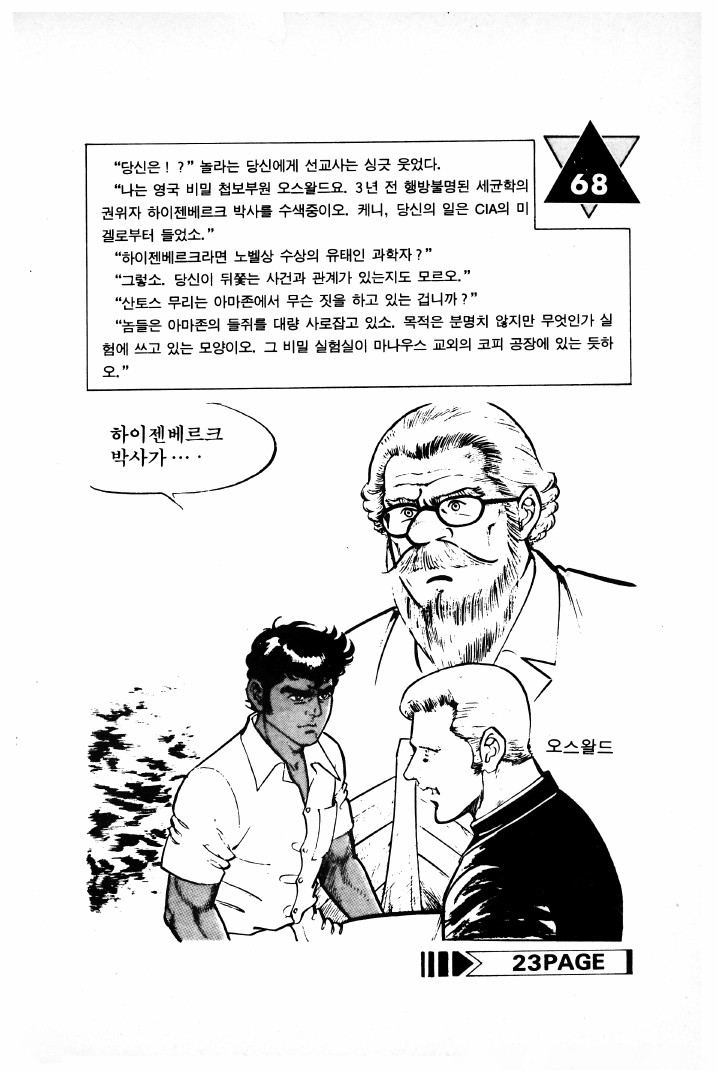 68
“당신은! ?” 놀라는 당신에게 선교사는 싱긋 웃었다.
“나는 영국 비밀 첩보부원 오스왈드요. 3년 전 행방불명된 세균학의
권위자 하이젠베르크 박사를 수색중이오. 케니, 당신의 일은 CIA의 미
겔로부터 들었소.”
“하이젠베르크라면 노벨상 수상의 유태인 과학자?”
“그렇소. 당신이 뒤쫓는 사건과 관계가 있는지도 모르오.”
“산토스 무리는 아마존에서 무슨 짓을 하고 있는 겁니까?”
“놈들은 아마존의 들쥐를 대량 사로잡고 있소. 목적은 분명치 않지만 무엇인가 실
험에 쓰고 있는 모양이오. 그 비밀 실험실이 마나우스 교외의 코피 공장에 있는 듯하
오.”
하이젠베르크
박사가····
오스왈드
23PAGE